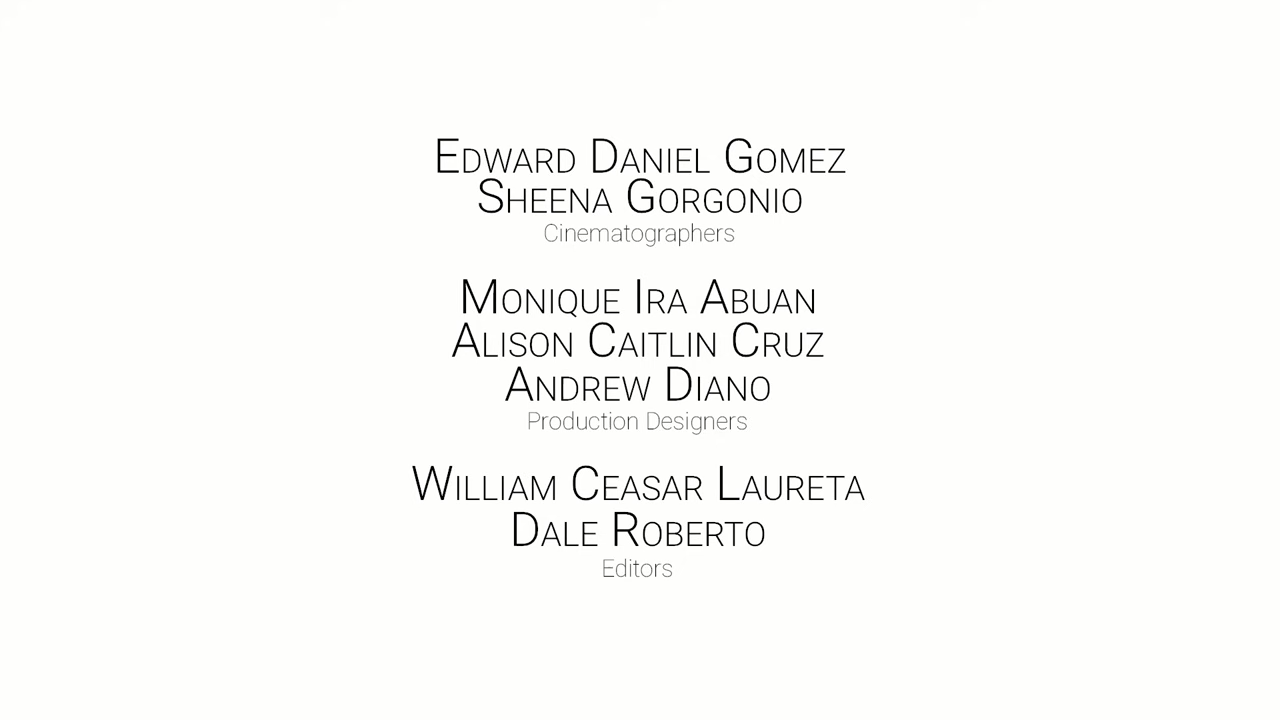 Edward Daniel Gomez
Sheena Gorgonio
Cinematographers
Monique Ira Abuan
Alison Caitlin Cruz
Andrew Diano
Production Designers
William Ceasar Laureta
Dale Roberto
Editors